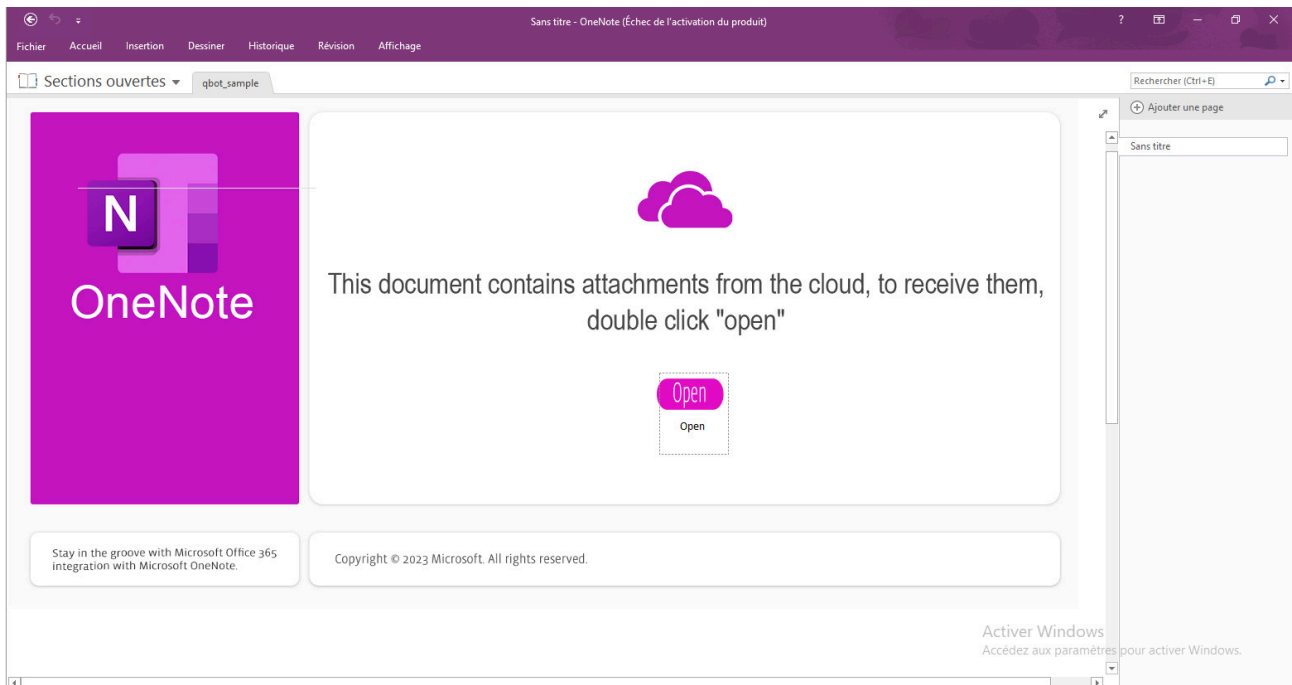 Sans titre - OneNote (Échec de l'activation du produit)
?
Fichier Accueil Insertion Dessiner Historique Révision Affichage
Sections ouvertes
qbot_sample
Rechercher (Ctrl+E)
Ajouter une page
Sans titre
N
OneNote
This document contains attachments from the cloud, to receive them,
double click "open"
Open
Open
Stay in the groove with Microsoft Office 365
integration with Microsoft OneNote.
Copyright © 2023 Microsoft. All rights reserved.
Activer Windows
Accédez aux paramètres pour activer Windows.